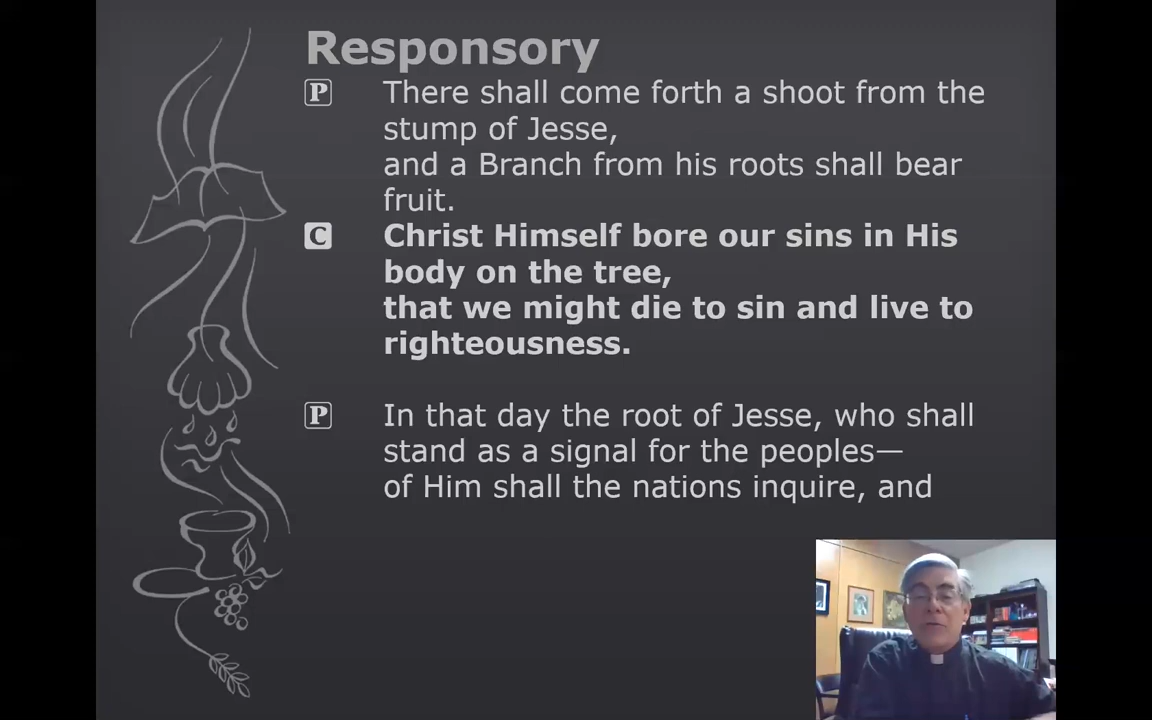 Responsory
P There shall come forth a shoot from the
stump of Jesse,
and a Branch from his roots shall bear
fruit.
C Christ Himself bore our sins in His
body on the tree,
that we might die to sin and live to
righteousness.
P In that day the root of Jesse, who shall
stand as a signal for the peoples—
of Him shall the nations inquire, and